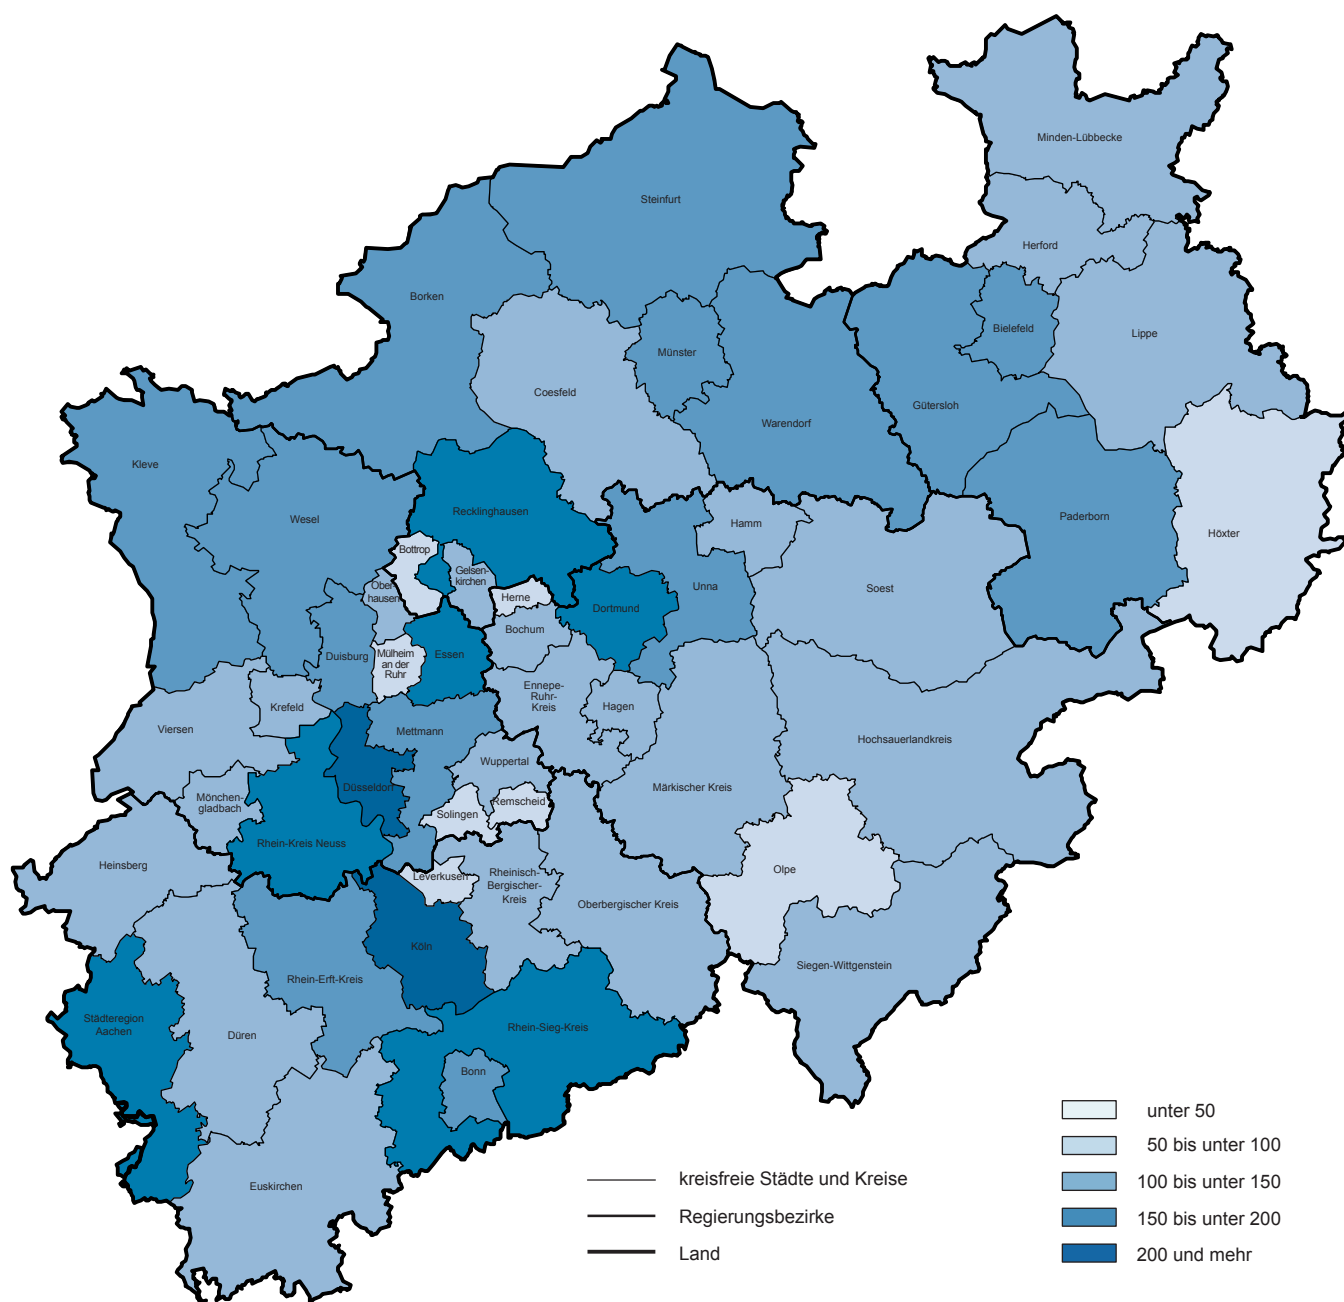 Minden-Lübbecke
Steinfurt
Herford
Borken
Bielefeld
Lippe
Münster
Coesfeld
Gütersloh
Warendorf
Kleve
Recklinghausen
Wesel
Paderborn
Hamm
Höxter
Bottrop
Gelsen-
kirchen
Ober-
hausen
Herne
Dortmund
Unna
Soest
Bochum
Duisburg
Mülheim
an der
Ruhr
Essen
Ennepe-
Ruhr-
Kreis
Hagen
Krefeld
Viersen
Mettmann
Hochsauerlandkreis
Wuppertal
Düsseldorf
Märkischer Kreis
Mönchen-
gladbach
Remscheid
Solingen
Rhein-Kreis Neuss
Heinsberg
Leverkusen
Rheinisch-
Bergischer-
Kreis
Olpe
Oberbergischer Kreis
Köln
Siegen-Wittgenstein
Rhein-Erft-Kreis
Städteregion
Aachen
Düren
Rhein-Sieg-Kreis
Bonn
Euskirchen
kreisfreie Städte und Kreise
Regierungsbezirke
Land
unter 50
50 bis unter 100
100 bis unter 150
150 bis unter 200
200 und mehr